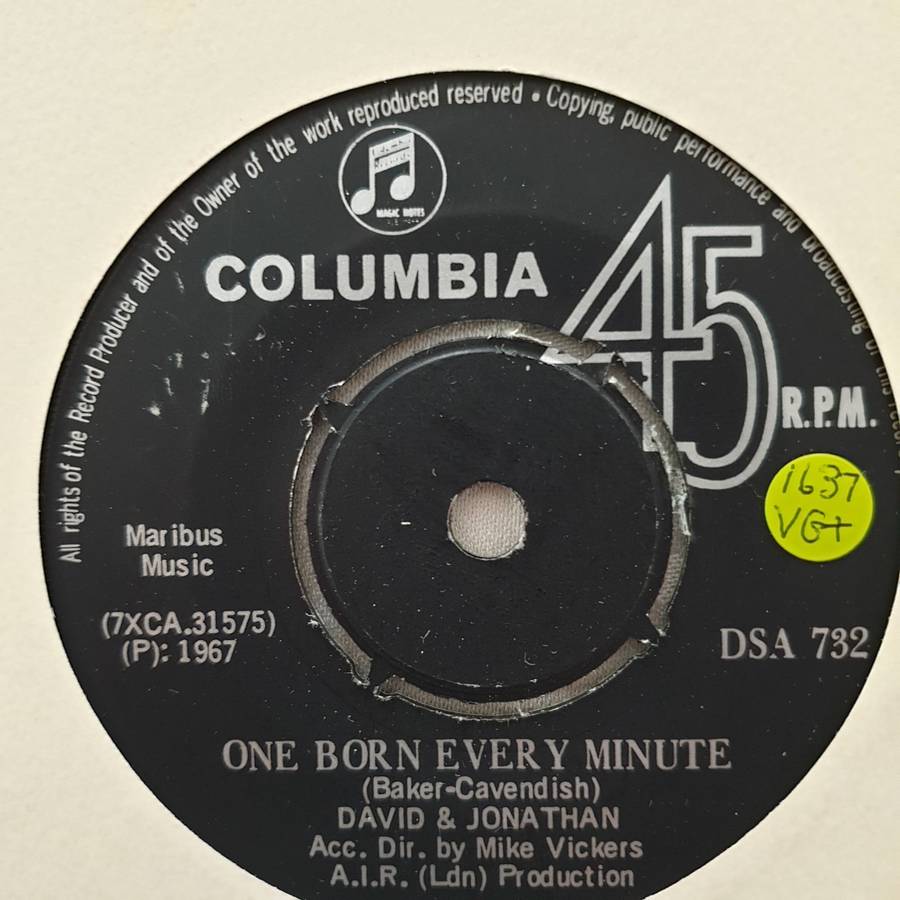 All rights of the Record Producer and of the Owner of the work reproduced reserved • Copying, public performance and broadcasting of this
MAGIC NOTES
COLUMBIA
45
R.P.M.
1637
VG+
Maribus
Music
(7XCA.31575)
(P): 1967
DSA 732
ONE BORN EVERY MINUTE
(Baker-Cavendish)
DAVID & JONATHAN
Acc. Dir. by Mike Vickers
A.I.R. (Ldn) Production